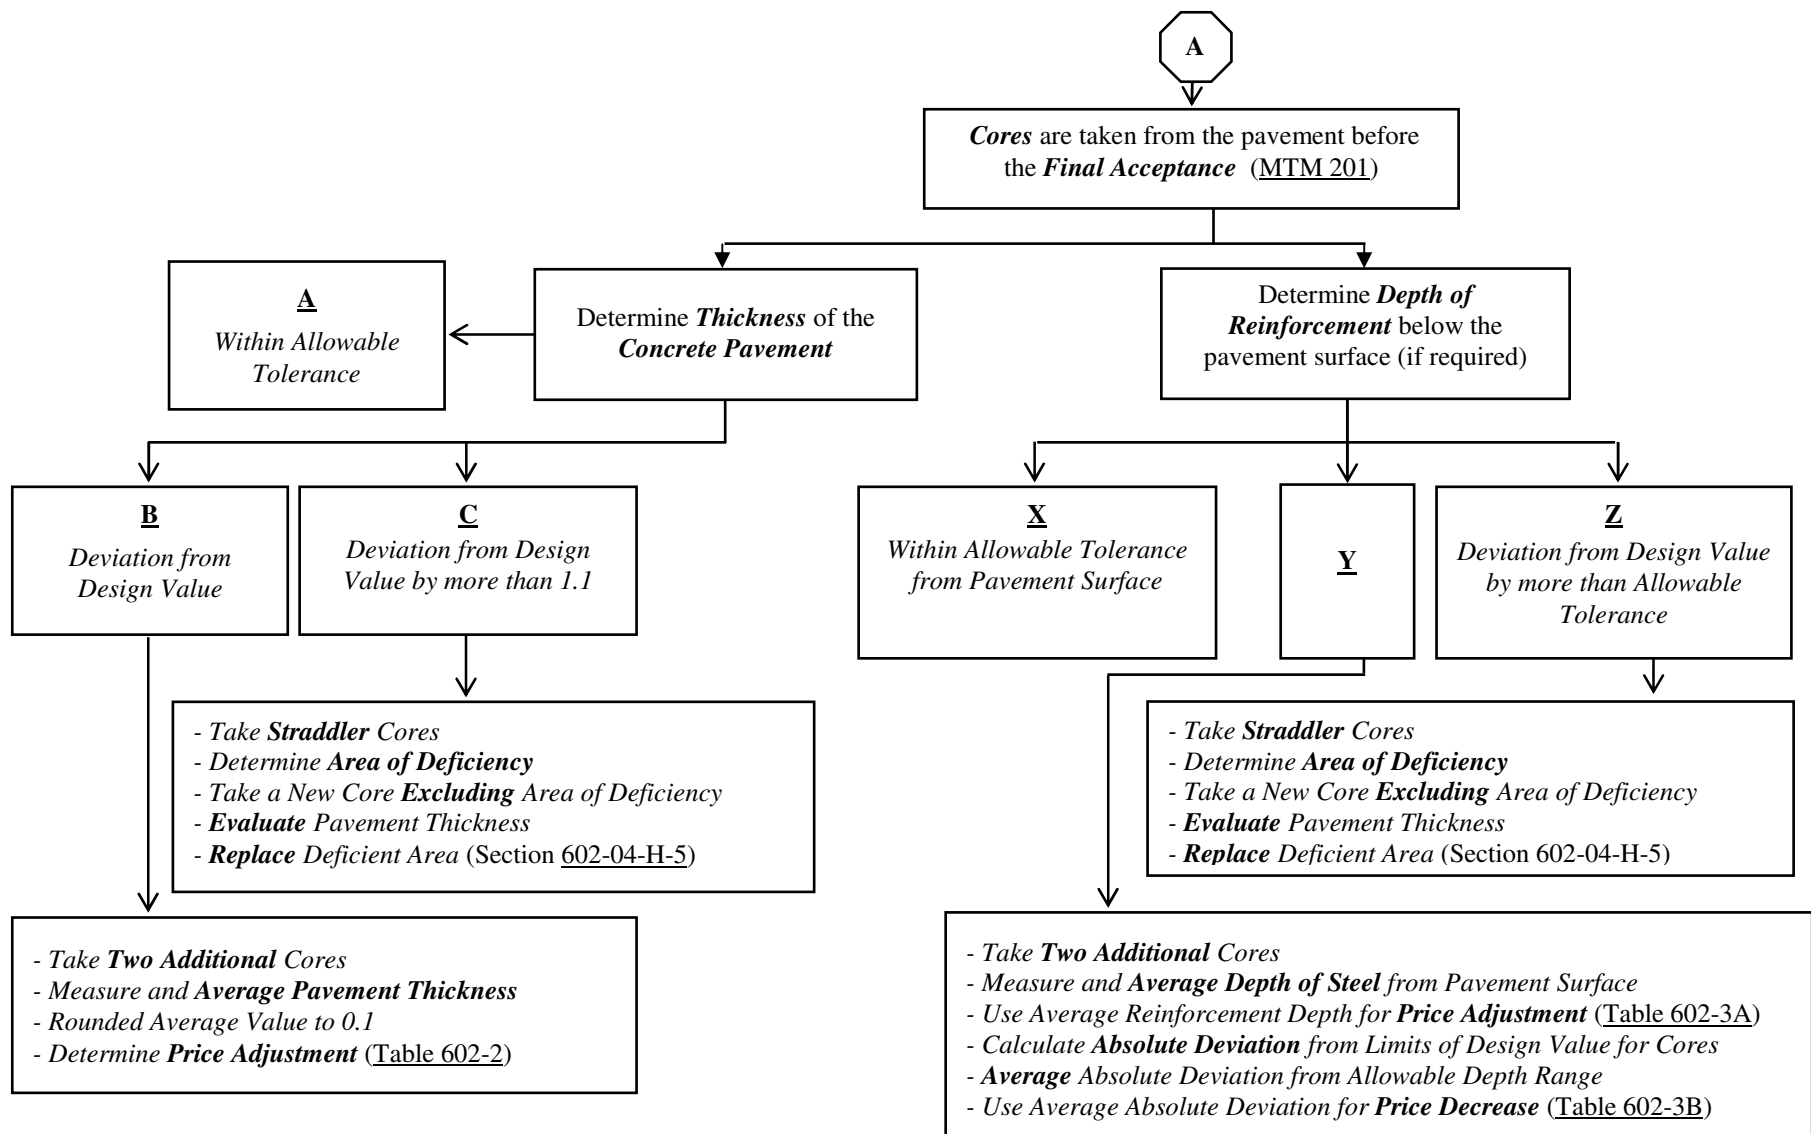 A
Cores are taken from the pavement before
the Final Acceptance (MTM 201)
A
Within Allowable
Tolerance
Determine Thickness of the
Concrete Pavement
Determine Depth of
Reinforcement below the
pavement surface (if required)
B
Deviation from
Design Value
C
Deviation from Design
Value by more than 1.1
X
Within Allowable Tolerance
from Pavement Surface
Y
Z
Deviation from Design Value
by more than Allowable
Tolerance
- Take Straddler Cores
- Determine Area of Deficiency
- Take a New Core Excluding Area of Deficiency
- Evaluate Pavement Thickness
- Replace Deficient Area (Section 602-04-H-5)
- Take Straddler Cores
- Determine Area of Deficiency
- Take a New Core Excluding Area of Deficiency
- Evaluate Pavement Thickness
- Replace Deficient Area (Section 602-04-H-5)
- Take Two Additional Cores
- Measure and Average Pavement Thickness
- Rounded Average Value to 0.1
- Determine Price Adjustment (Table 602-2)
- Take Two Additional Cores
- Measure and Average Depth of Steel from Pavement Surface
- Use Average Reinforcement Depth for Price Adjustment (Table 602-3A)
- Calculate Absolute Deviation from Limits of Design Value for Cores
- Average Absolute Deviation from Allowable Depth Range
- Use Average Absolute Deviation for Price Decrease (Table 602-3B)